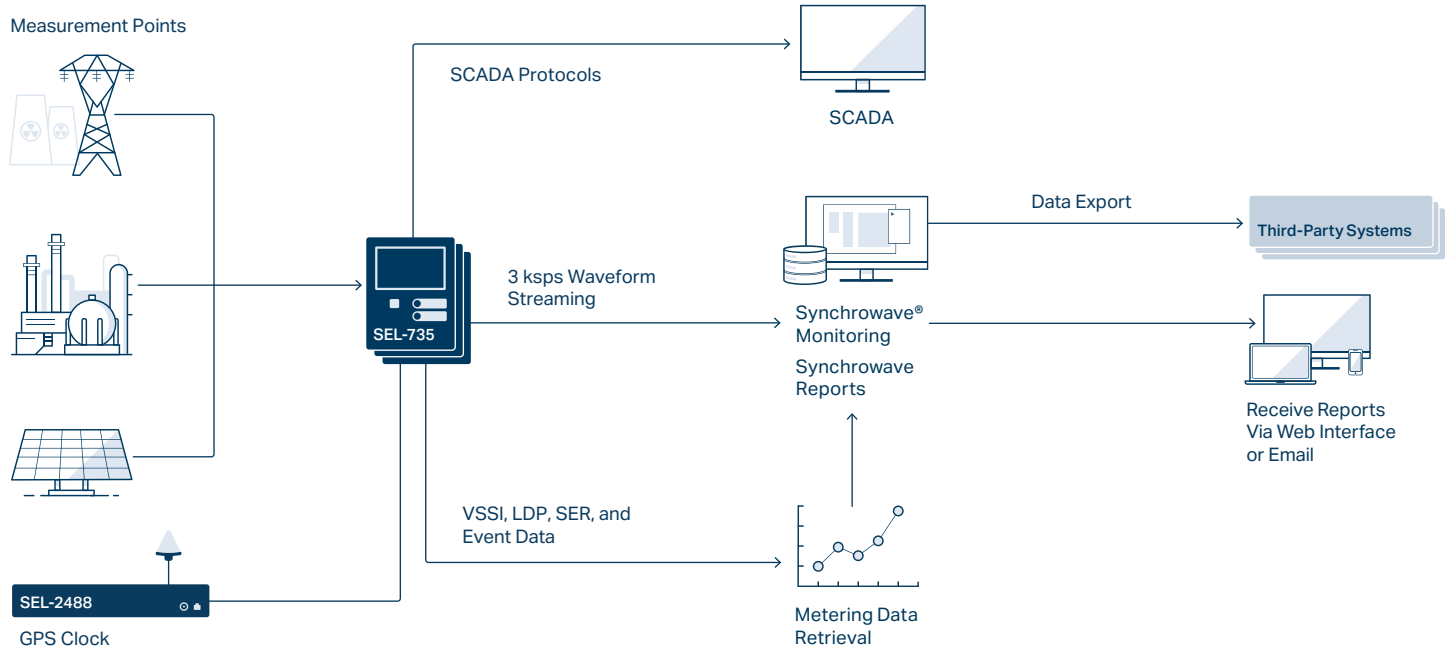 Measurement Points
SCADA Protocols
SCADA
Data Export
Third-Party Systems
3 ksps Waveform
Streaming
SEL-735
Synchrowave®
Monitoring
Synchrowave
Reports
Receive Reports
Via Web Interface
or Email
VSSI, LDP, SER, and
Event Data
SEL-2488
GPS Clock
Metering Data
Retrieval